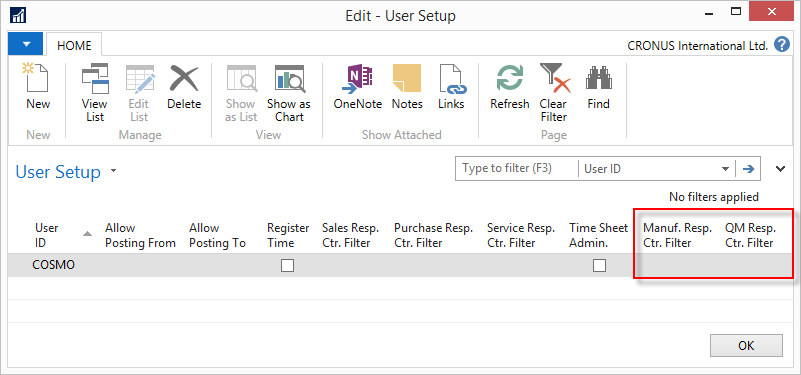 Edit - User Setup
HOME
CRONUS International Ltd.
New
View List
Edit List
Delete
Show as List
Show as Chart
OneNote
Notes
Links
Refresh
Clear Filter
Find
New
Manage
View
Show Attached
Page
User Setup
Type to filter (F3)
User ID
No filters applied
User ID
Allow Posting From
Allow Posting To
Register Time
Sales Resp. Ctr. Filter
Purchase Resp. Ctr. Filter
Service Resp. Ctr. Filter
Time Sheet Admin.
Manuf. Resp. Ctr. Filter
QM Resp. Ctr. Filter
COSMO
OK